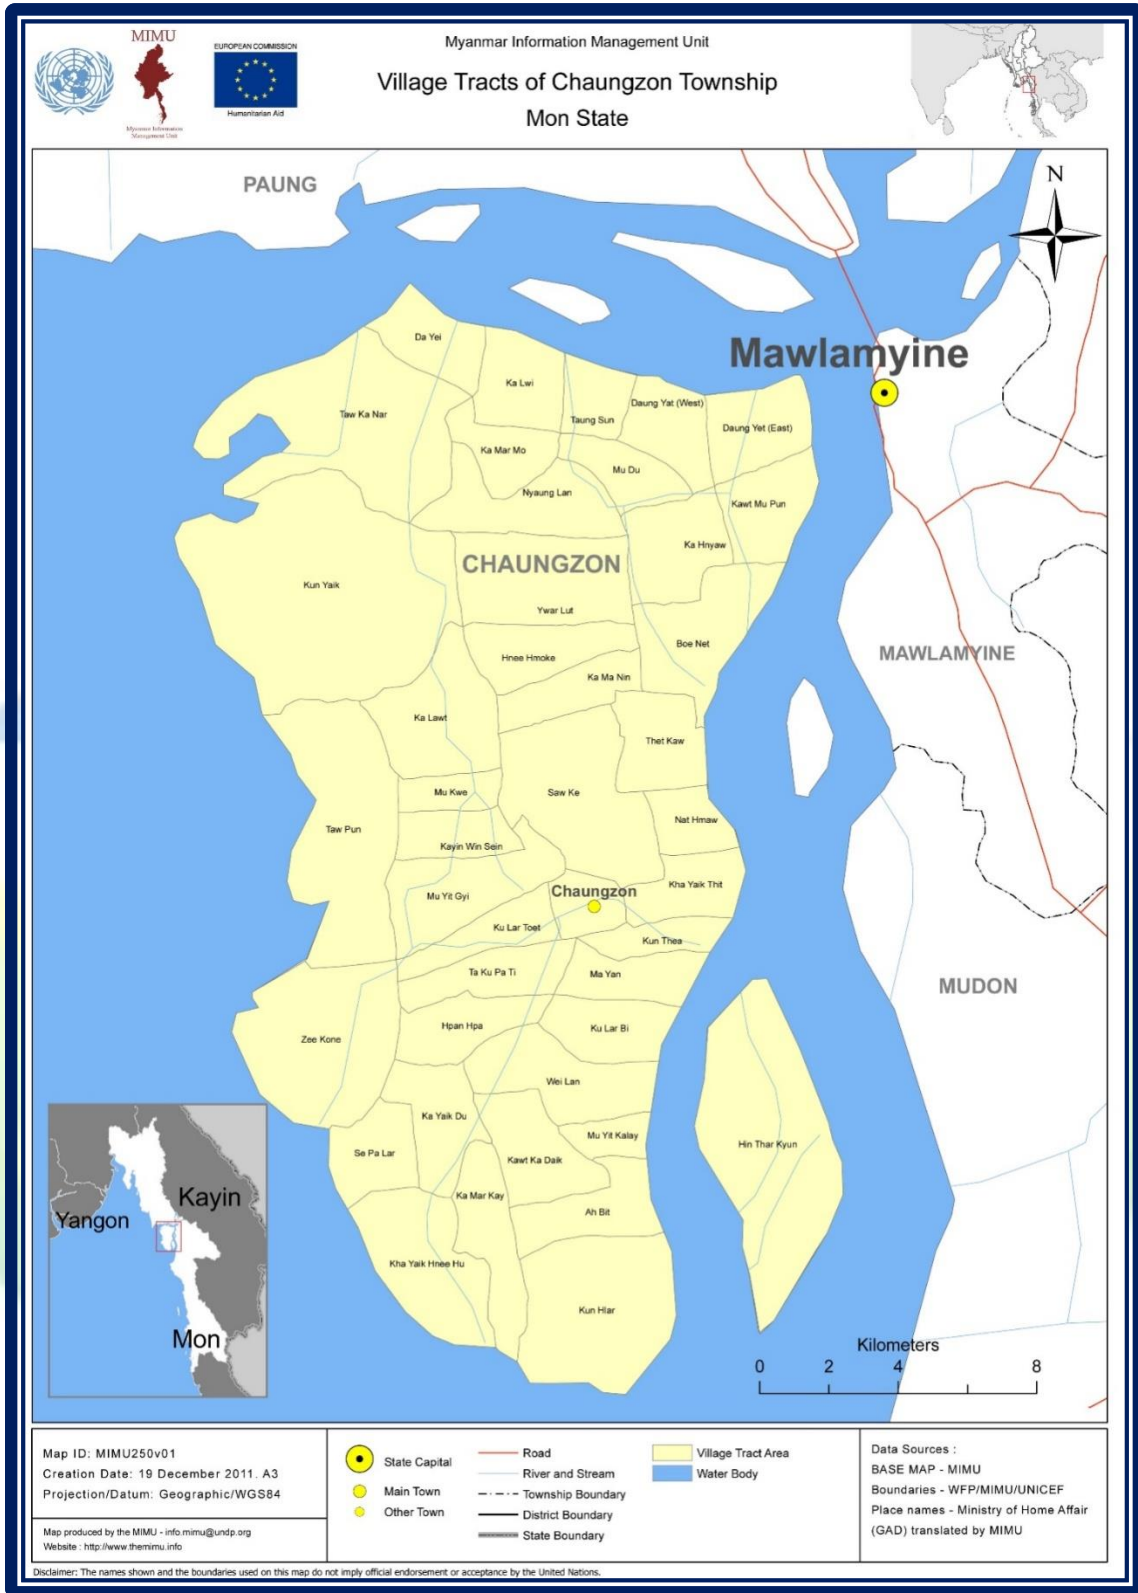 MIMU
Myanmar Information
Management Unit
EUROPEAN COMMISSION
Humanitarian Aid
Myanmar Information Management Unit
Village Tracts of Chaungzon Township
Mon State
PAUNG
N
Mawlamyine
Da Yei
Ka Lwi
Taw Ka Nar
Taung Sun
Daung Yat (West)
Daung Yet (East)
Ka Mar Mo
Mu Du
Nyaung Lan
Kawt Mu Pun
Ka Hnyaw
CHAUNGZON
Kun Yaik
Ywar Lut
Boe Net
MAWLAMYINE
Hnee Hmoke
Ka Ma Nin
Ka Lawt
Thet Kaw
Mu Kwe
Saw Ke
Nat Hmaw
Taw Pun
Kayin Win Sein
Kha Yaik Thit
Chaungzon
Mu Yit Gyi
Ku Lar Toet
Kun Thea
Ta Ku Pa Ti
Ma Yan
MUDON
Hpan Hpa
Ku Lar Bi
Zee Kone
Wei Lan
Ka Yaik Du
Mu Yit Kalay
Hin Thar Kyun
Se Pa Lar
Kawt Ka Daik
Ka Mar Kay
Ah Bit
Kha Yaik Hnee Hu
Kun Hlar
Kayin
Yangon
Mon
Kilometers
0 2 4 8
Map ID: MIMU250v01
Creation Date: 19 December 2011. A3
Projection/Datum: Geographic/WGS84
Map produced by the MIMU - info.mimu@undp.org
Website : http://www.themimu.info
State Capital
Main Town
Other Town
Road
River and Stream
Township Boundary
District Boundary
State Boundary
Village Tract Area
Water Body
Data Sources :
BASE MAP - MIMU
Boundaries - WFP/MIMU/UNICEF
Place names - Ministry of Home Affair
(GAD) translated by MIMU
Disclaimer: The names shown and the boundaries used on this map do not imply official endorsement or acceptance by the United Nations.